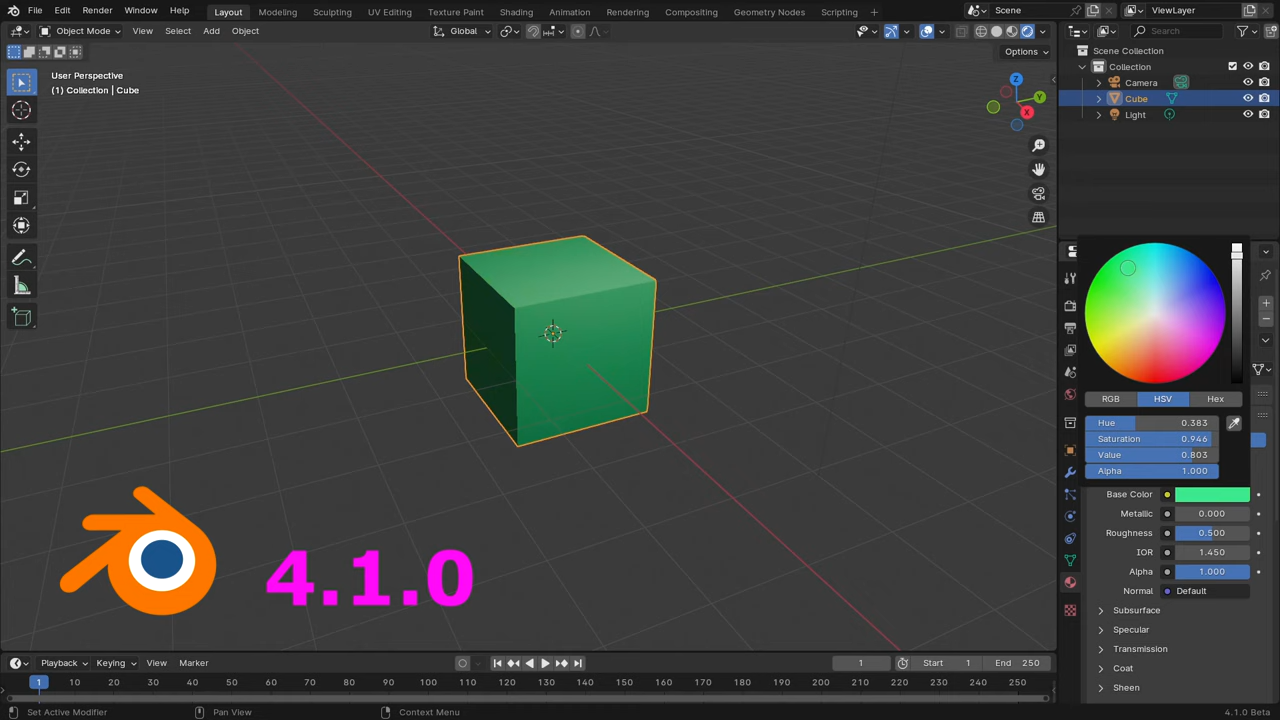 File Edit Render Window Help Layout Modeling Sculpting UV Editing Texture Paint Shading Animation Rendering Compositing Geometry Nodes Scripting + Scene ViewLayer
Object Mode View Select Add Object Global Search
Options
Scene Collection
Collection
User Perspective
(1) Collection | Cube
Camera
Cube
Light
Z
Y
X
RGB HSV Hex
Hue 0.383
Saturation 0.946
Value 0.803
Alpha 1.000
Base Color
Metallic 0.000
Roughness 0.500
IOR 1.450
Alpha 1.000
Normal Default
Subsurface
Specular
Transmission
Coat
Sheen
4.1.0
Playback Keying View Marker 1 Start 1 End 250
1 10 20 30 40 50 60 70 80 90 100 110 120 130 140 150 160 170 180 190 200 210 220 230 240 250
Set Active Modifier Pan View Context Menu 4.1.0 Beta